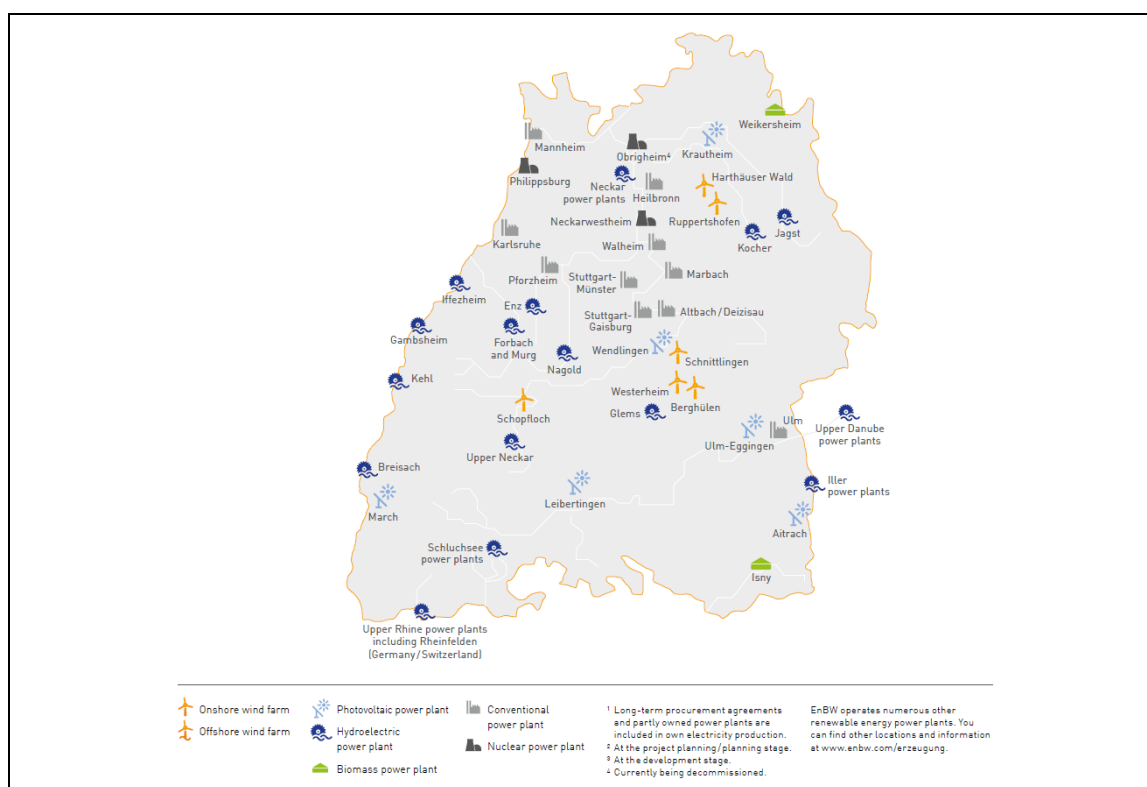 Weikersheim
Mannheim
Obrigheim⁴
Krautheim
Philippsburg
Neckar
power plants
Heilbronn
Harthäuser Wald
Neckarwestheim
Ruppertshofen
Jagst
Kocher
Karlsruhe
Walheim
Pforzheim
Stuttgart-
Münster
Marbach
Iffezheim
Enz
Stuttgart-
Gaisburg
Altbach/Deizisau
Gambsheim
Forbach
and Murg
Nagold
Wendlingen
Schnittlingen
Kehl
Westerheim
Berghülen
Schopfloch
Glems
Ulm
Upper Danube
power plants
Ulm-Eggingen
Upper Neckar
Breisach
Iller
power plants
March
Leibertingen
Aitrach
Schluchsee
power plants
Isny
Upper Rhine power plants
including Rheinfelden
(Germany/Switzerland)
Onshore wind farm
Offshore wind farm
Photovoltaic power plant
Hydroelectric
power plant
Biomass power plant
Conventional
power plant
Nuclear power plant
¹ Long-term procurement agreements
and partly owned power plants are
included in own electricity production.
² At the project planning/planning stage.
³ At the development stage.
⁴ Currently being decommissioned.
EnBW operates numerous other
renewable energy power plants. You
can find other locations and information
at www.enbw.com/erzeugung.